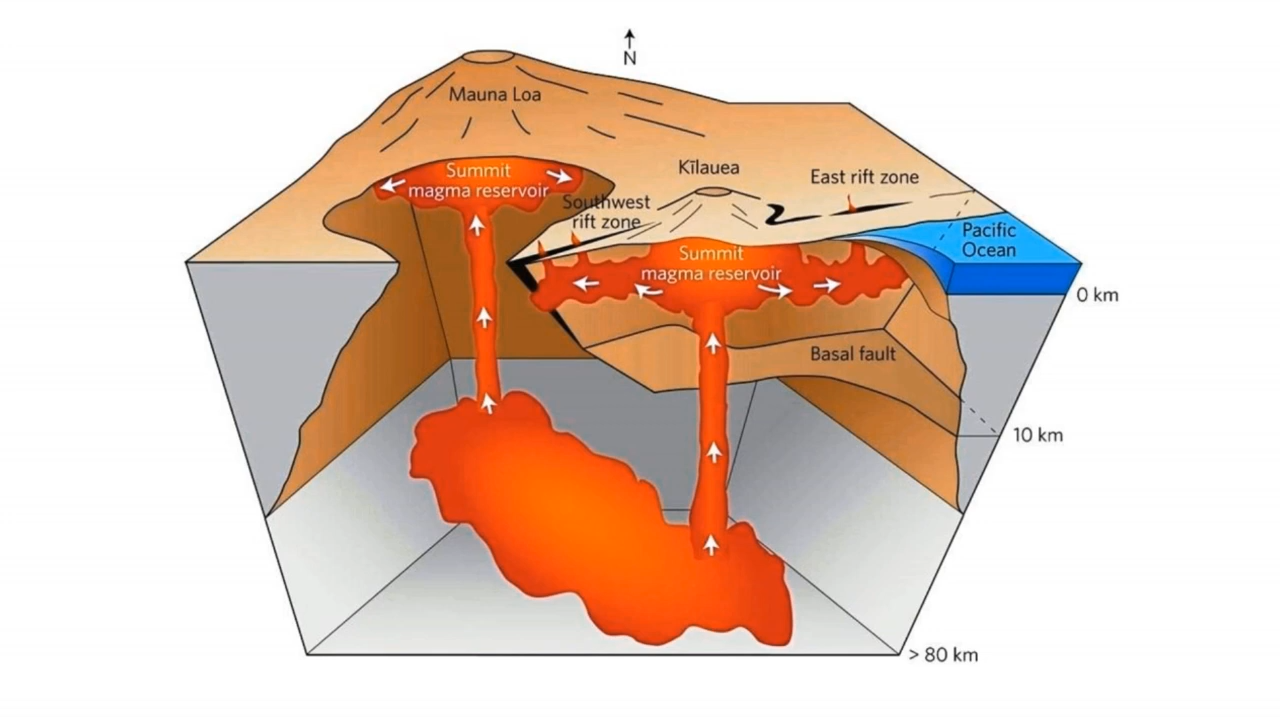 N
Mauna Loa
Summit
magma reservoir
Kīlauea
East rift zone
Southwest
rift zone
Pacific
Ocean
Summit
magma reservoir
0 km
Basal fault
10 km
> 80 km